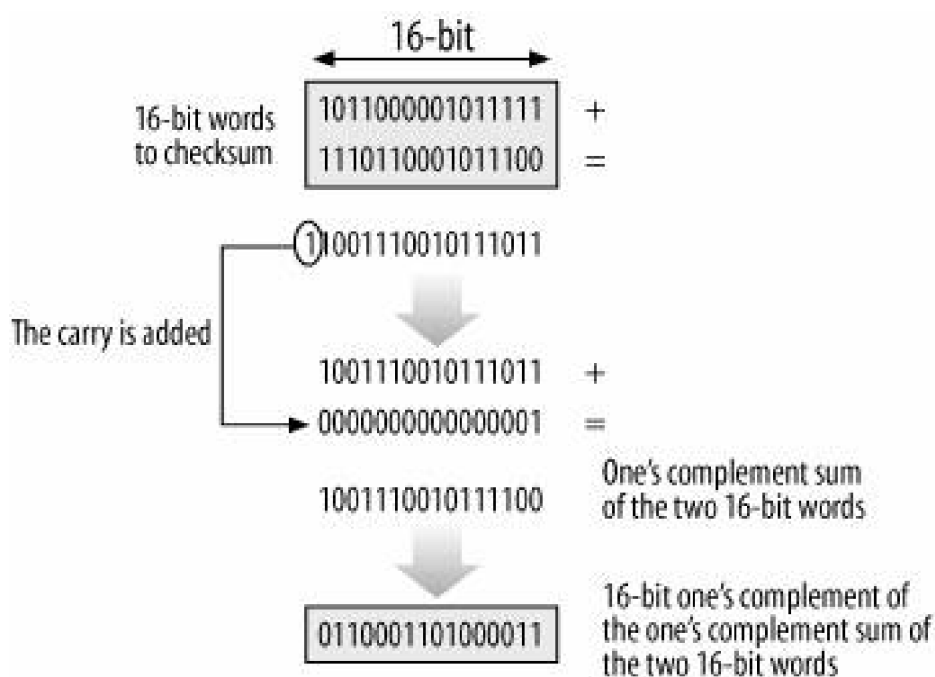 16-bit
16-bit words
to checksum
1011000001011111 +
1110110001011100 =
11001110010111011
The carry is added
1001110010111011 +
0000000000000001 =
1001110010111100
One's complement sum
of the two 16-bit words
0110001101000011
16-bit one's complement of
the one's complement sum of
the two 16-bit words